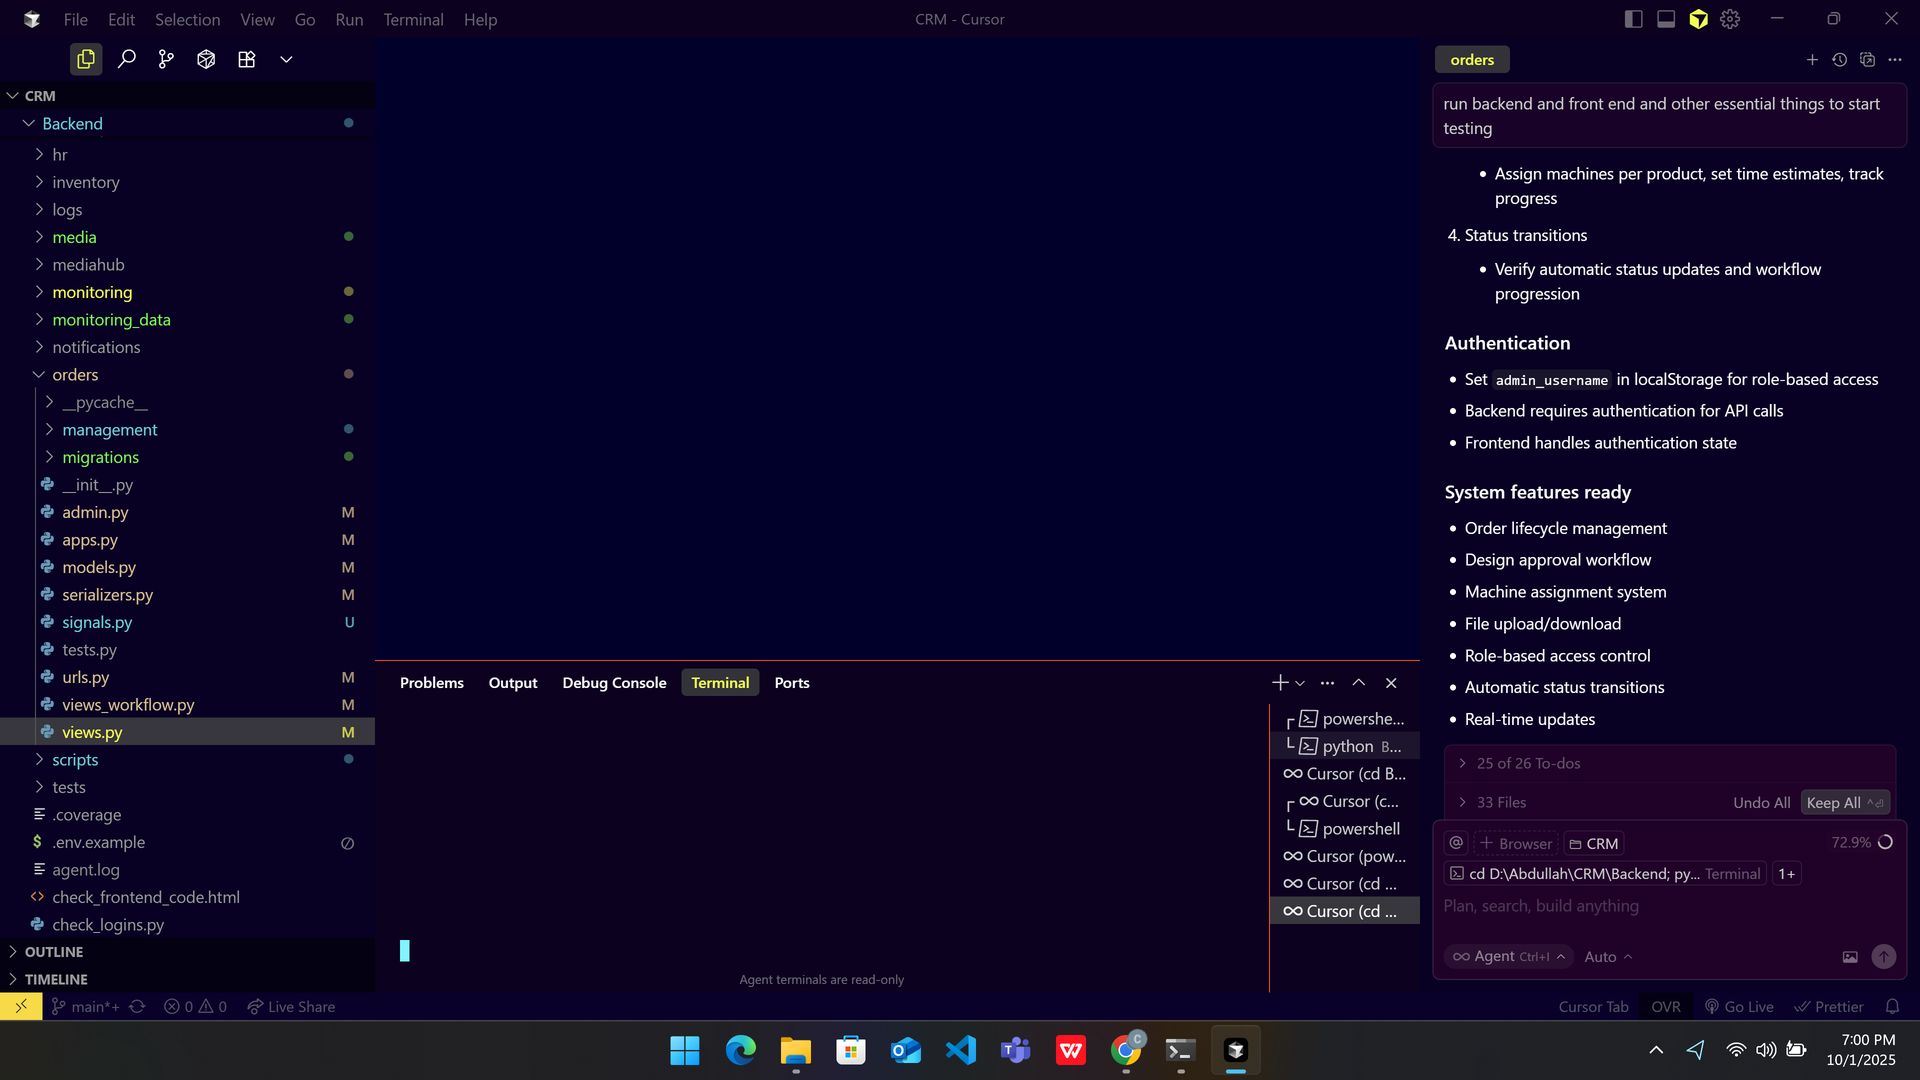 File Edit Selection View Go Run Terminal Help
CRM - Cursor
CRM
Backend
hr
inventory
logs
media
mediahub
monitoring
monitoring_data
notifications
orders
__pycache__
management
migrations
__init__.py
admin.py M
apps.py M
models.py M
serializers.py M
signals.py U
tests.py
urls.py M
views_workflow.py M
views.py M
scripts
tests
.coverage
$ .env.example
agent.log
check_frontend_code.html
check_logins.py
OUTLINE
TIMELINE
Problems Output Debug Console Terminal Ports
powershe...
python B...
Cursor (cd B...
Cursor (c...
powershell
Cursor (pow...
Cursor (cd ...
Cursor (cd ...
Agent terminals are read-only
orders
run backend and front end and other essential things to start
testing
• Assign machines per product, set time estimates, track
progress
4. Status transitions
• Verify automatic status updates and workflow
progression
Authentication
• Set admin_username in localStorage for role-based access
• Backend requires authentication for API calls
• Frontend handles authentication state
System features ready
• Order lifecycle management
• Design approval workflow
• Machine assignment system
• File upload/download
• Role-based access control
• Automatic status transitions
• Real-time updates
25 of 26 To-dos
33 Files Undo All Keep All
@ + Browser CRM 72.9%
cd D:\Abdullah\CRM\Backend; py... Terminal 1+
Plan, search, build anything
Agent Ctrl+I Auto
main*+ 0 0 Live Share
Cursor Tab OVR Go Live Prettier
7:00 PM
10/1/2025